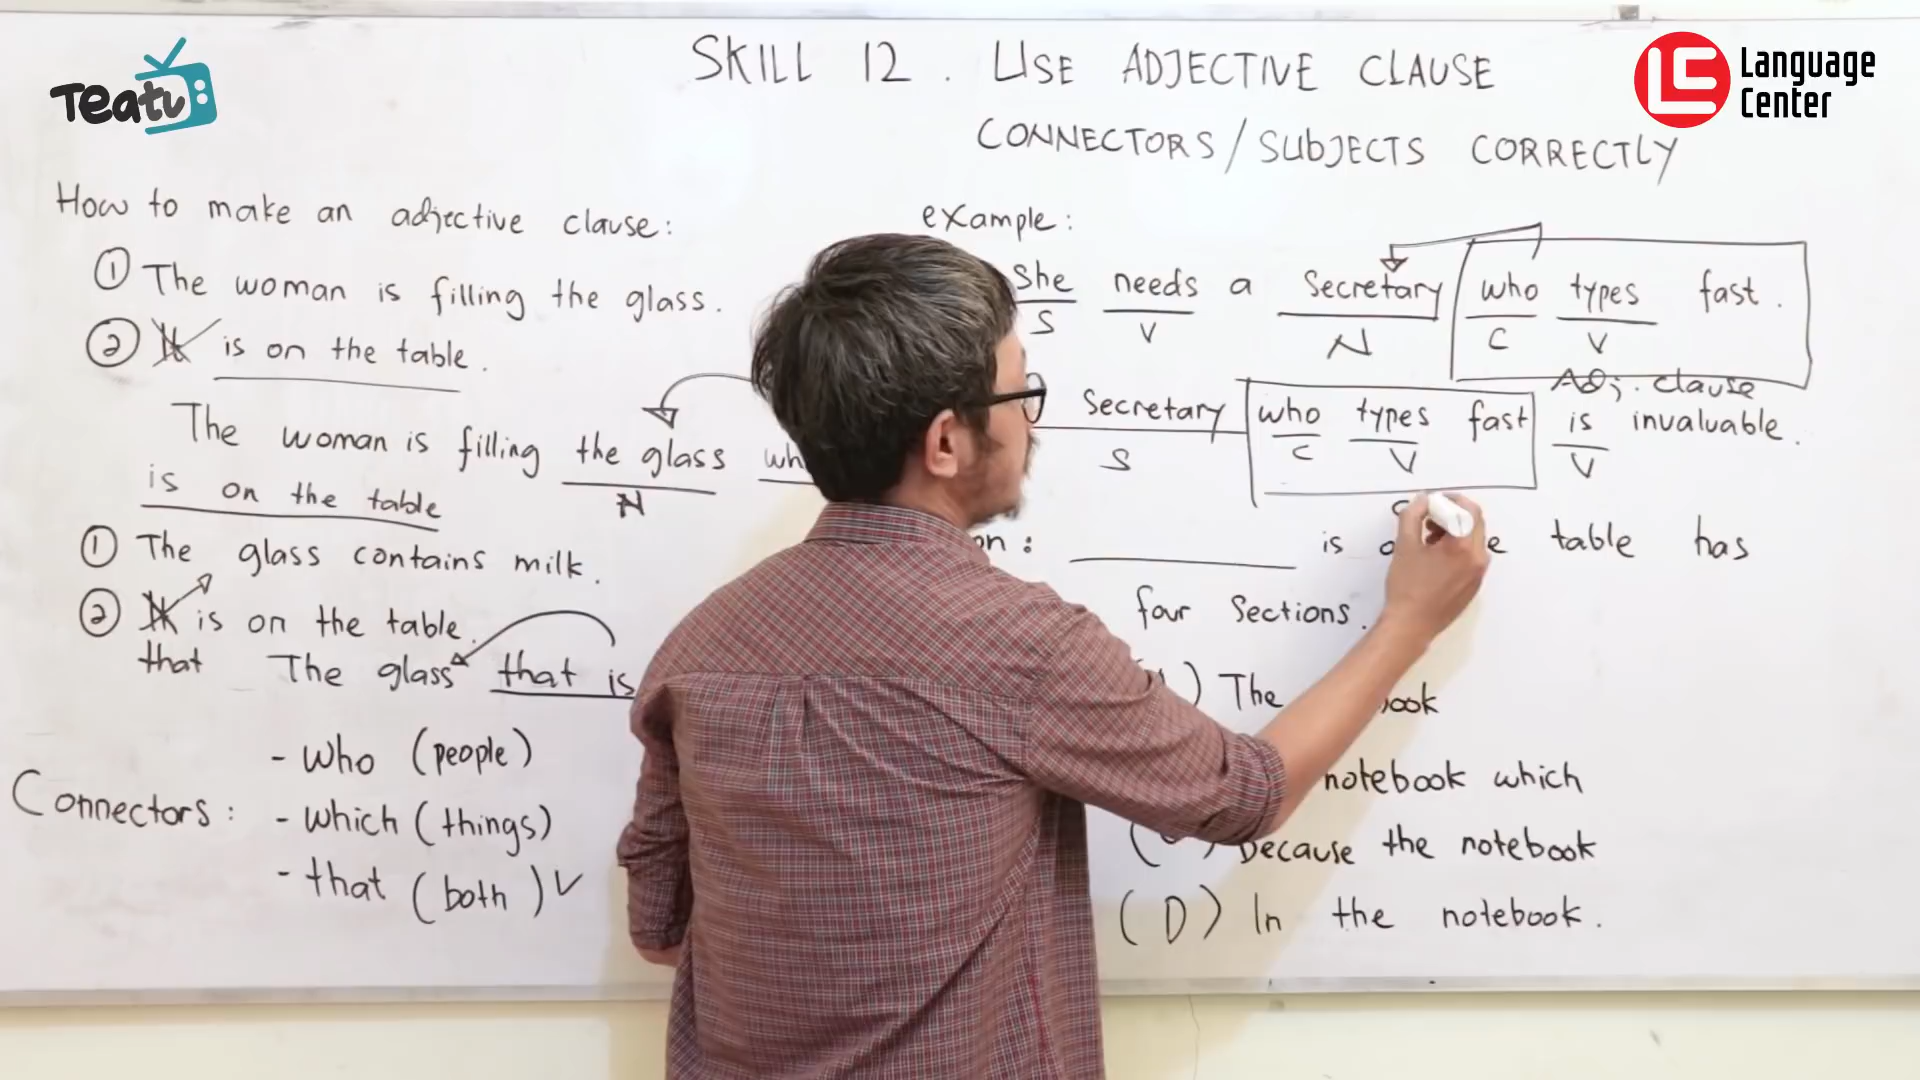 Teatv
SKILL 12. USE ADJECTIVE CLAUSE
CONNECTORS/SUBJECTS CORRECTLY
LC Language
Center
How to make an adjective clause:
① The woman is filling the glass.
② It is on the table.
The woman is filling the glass
N
is on the table
① The glass contains milk.
② It is on the table.
that The glass that is
Connectors:
- who (people)
- which (things)
- that (both) ✓
example:
She needs a Secretary who types fast.
S V N C V
Adj. clause
Secretary who types fast is invaluable.
S C V V
: ________ is table has
four Sections.
) The
notebook which
because the notebook
(D) In the notebook.